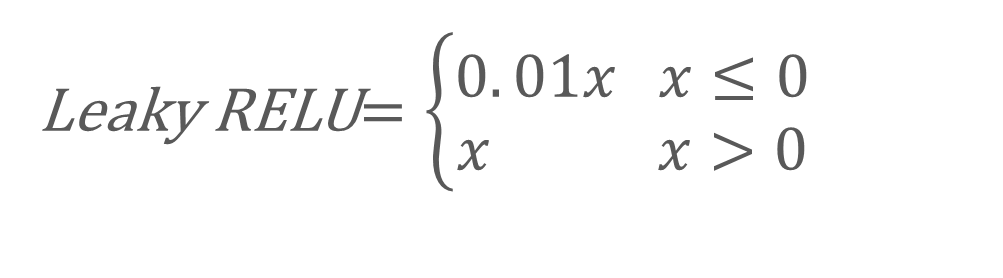 Leaky RELU= { 0.01x x ≤ 0
x x > 0